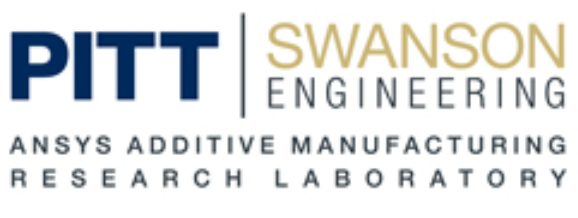 PITT
SWANSON
ENGINEERING
ANSYS ADDITIVE MANUFACTURING
RESEARCH LABORATORY